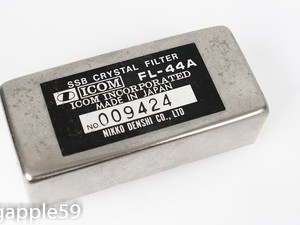 SSB CRYSTAL FILTER
ICOM FL-44A
ICOM INCORPORATED
MADE IN JAPAN
NO 009424
NIKKO DENSHI CO., LTD
gapple59